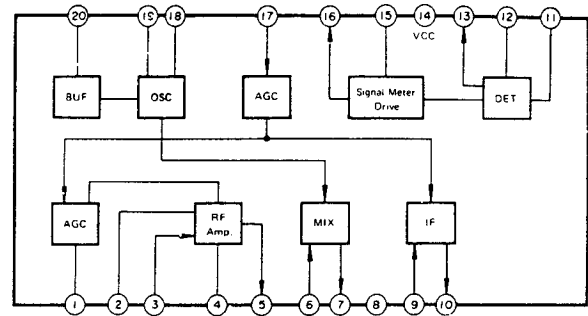 20 19 18 17 16 15 14 13 12 11
VCC
BUF OSC AGC Signal Meter Drive DET
AGC RF Amp. MIX IF
1 2 3 4 5 6 7 8 9 10